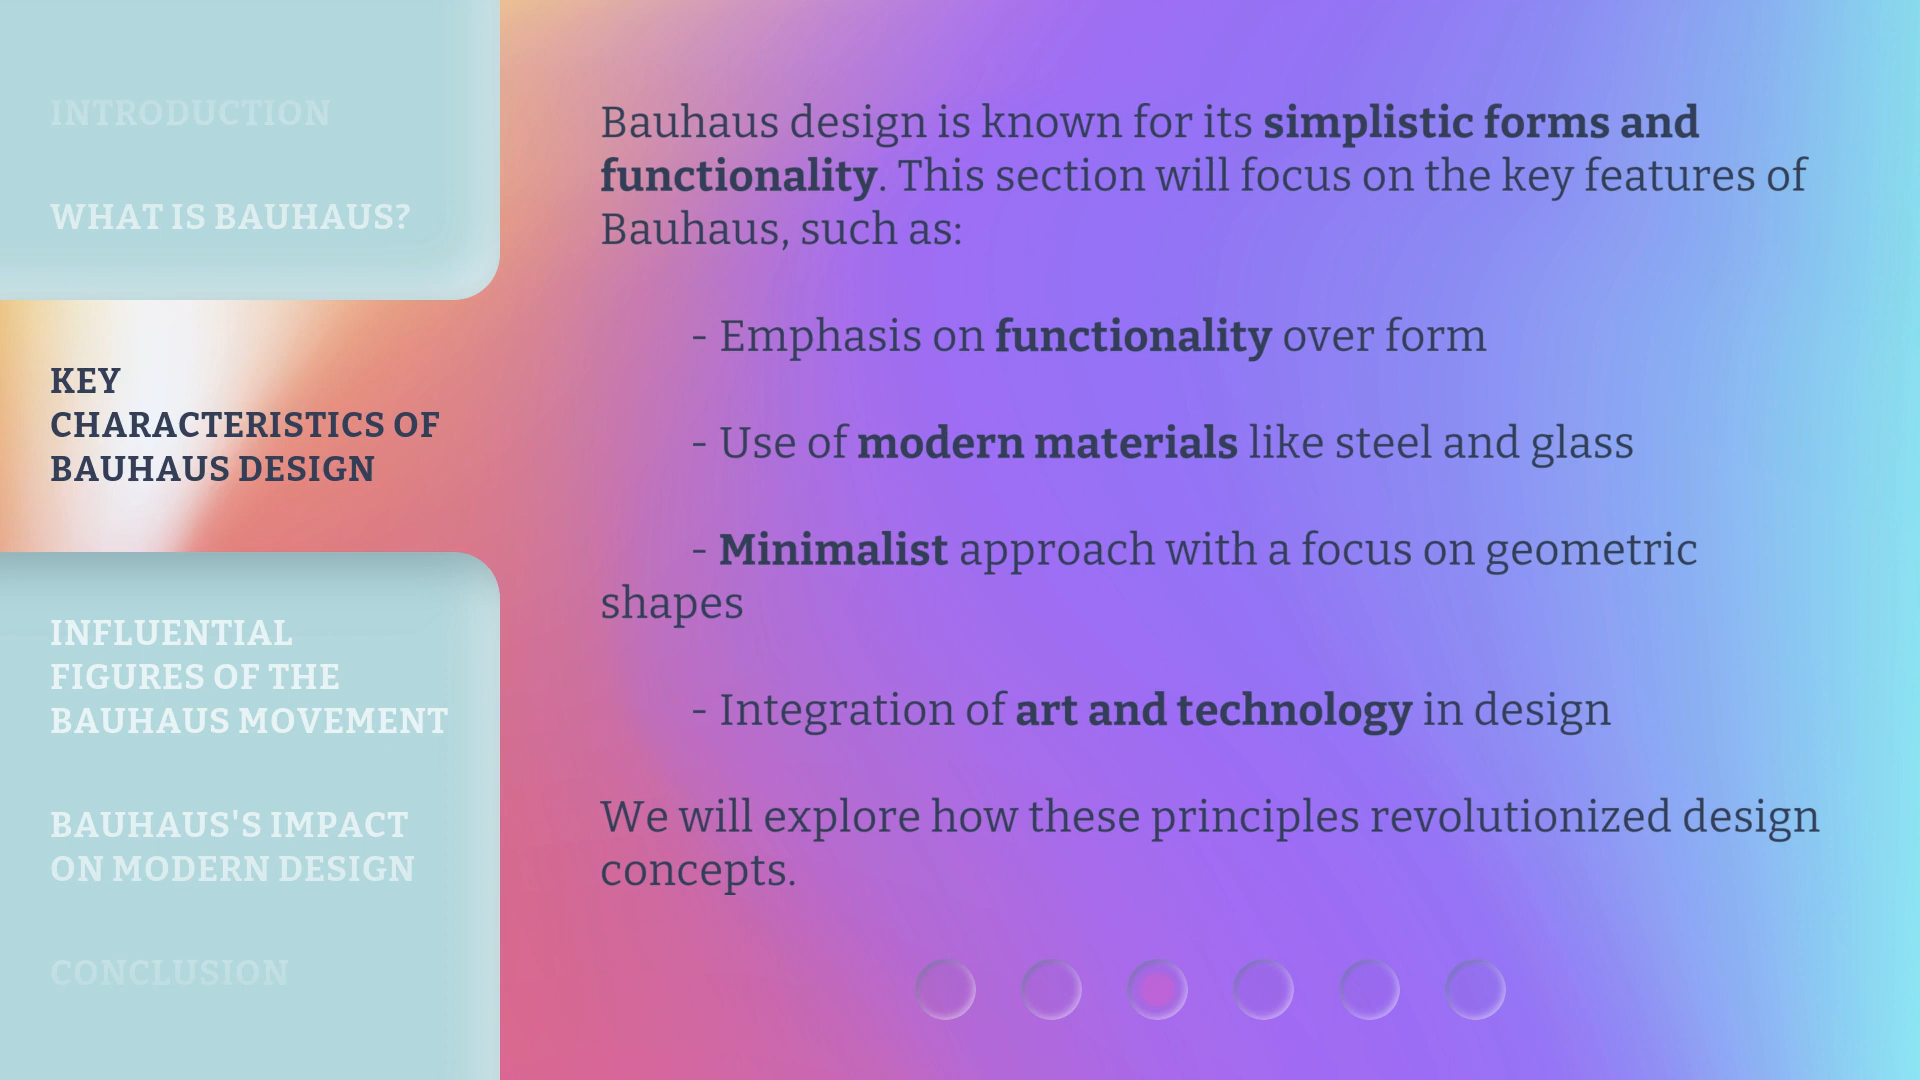 INTRODUCTION
WHAT IS BAUHAUS?
KEY
CHARACTERISTICS OF
BAUHAUS DESIGN
INFLUENTIAL
FIGURES OF THE
BAUHAUS MOVEMENT
BAUHAUS'S IMPACT
ON MODERN DESIGN
CONCLUSION
Bauhaus design is known for its simplistic forms and
functionality. This section will focus on the key features of
Bauhaus, such as:
- Emphasis on functionality over form
- Use of modern materials like steel and glass
- Minimalist approach with a focus on geometric
shapes
- Integration of art and technology in design
We will explore how these principles revolutionized design
concepts.